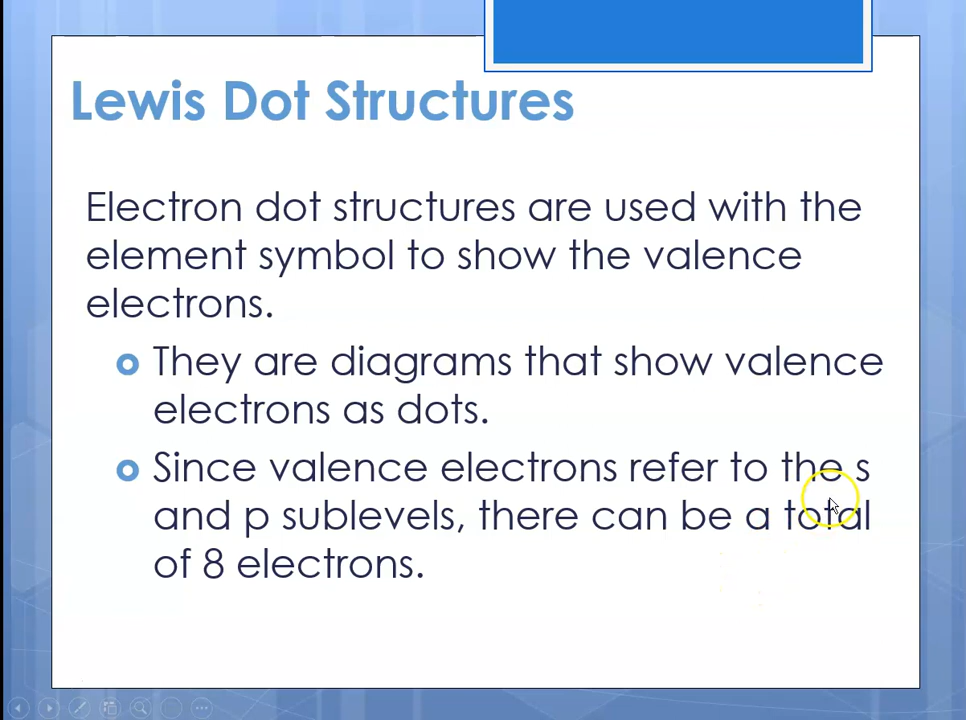 Lewis Dot Structures
Electron dot structures are used with the
element symbol to show the valence
electrons.
They are diagrams that show valence
electrons as dots.
Since valence electrons refer to the s
and p sublevels, there can be a total
of 8 electrons.